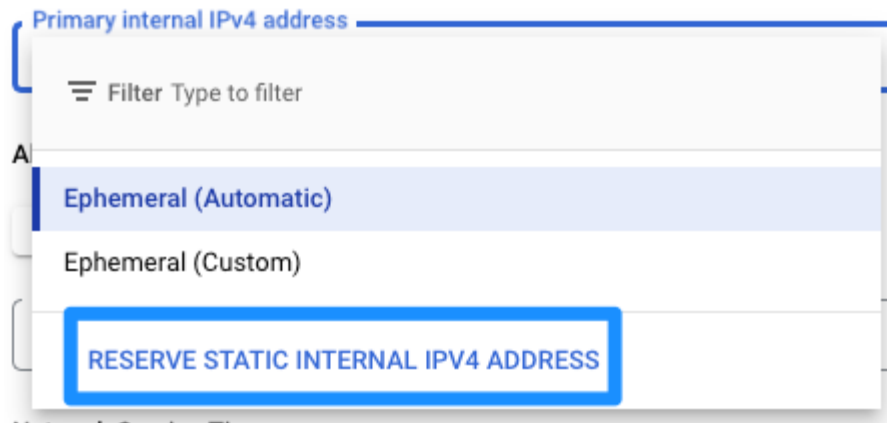 Primary internal IPv4 address
Filter Type to filter
Ephemeral (Automatic)
Ephemeral (Custom)
RESERVE STATIC INTERNAL IPV4 ADDRESS